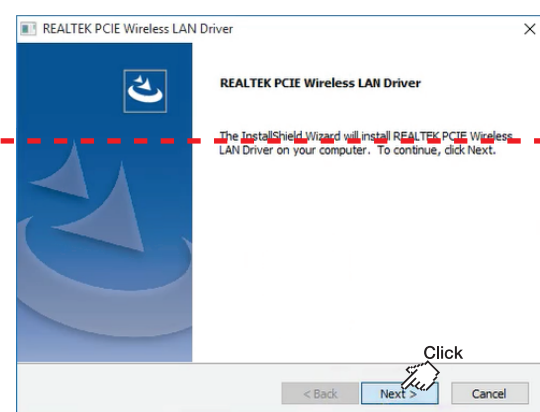 REALTEK PCIE Wireless LAN Driver
REALTEK PCIE Wireless LAN Driver
The InstallShield Wizard will install REALTEK PCIE Wireless
LAN Driver on your computer. To continue, click Next.
Click
< Back
Next >
Cancel